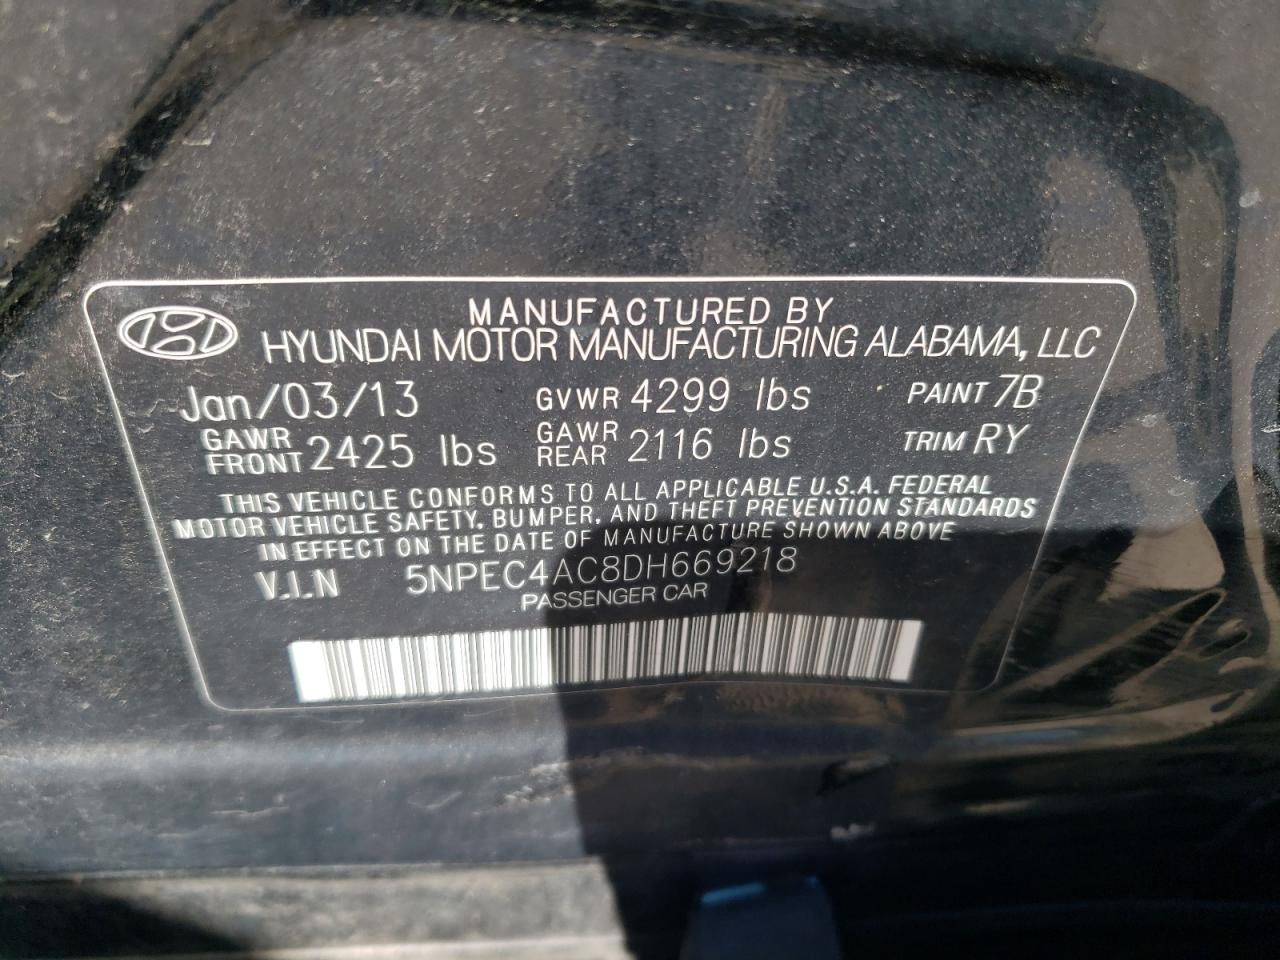 MANUFACTURED BY
HYUNDAI MOTOR MANUFACTURING ALABAMA, LLC
Jan/03/13 GVWR 4299 lbs PAINT 7B
GAWR FRONT 2425 lbs GAWR REAR 2116 lbs TRIM RY
THIS VEHICLE CONFORMS TO ALL APPLICABLE U.S.A. FEDERAL
MOTOR VEHICLE SAFETY, BUMPER, AND THEFT PREVENTION STANDARDS
IN EFFECT ON THE DATE OF MANUFACTURE SHOWN ABOVE
V.I.N 5NPEC4AC8DH669218
PASSENGER CAR